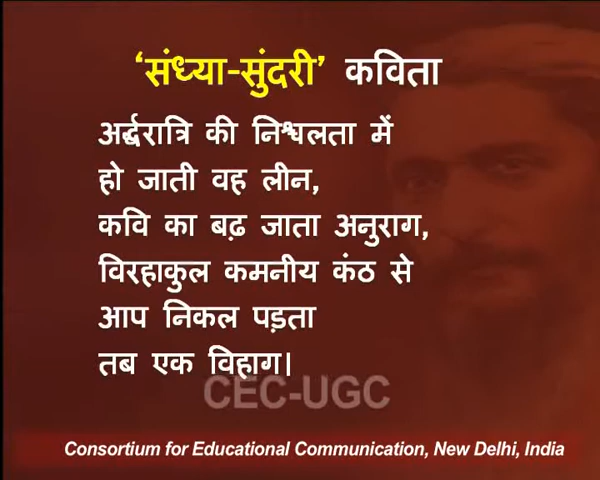 ‘संध्या-सुंदरी’ कविता
अर्द्धरात्रि की निश्चलता में
हो जाती वह लीन,
कवि का बढ़ जाता अनुराग,
विरहाकुल कमनीय कंठ से
आप निकल पड़ता
तब एक विहाग।
CEC-UGC
Consortium for Educational Communication, New Delhi, India